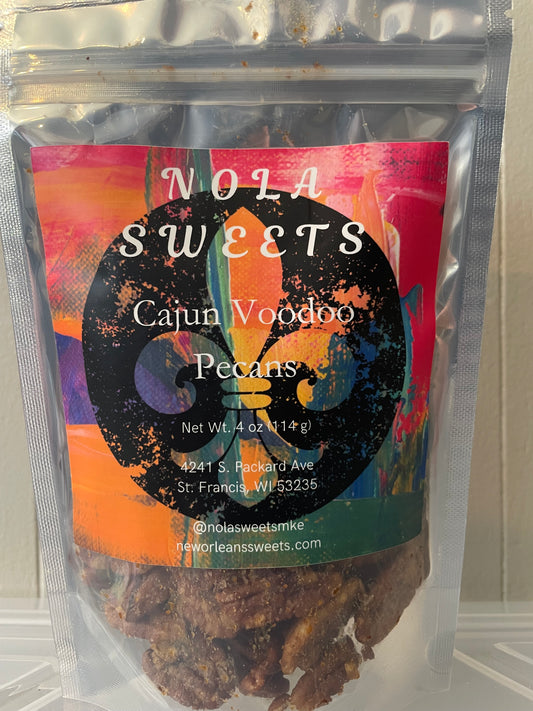 NOLA
SWEETS
Cajun Voodoo
Pecans
Net Wt. 4 oz (114 g)
4241 S. Packard Ave
St. Francis, WI 53235
@nolasweetsmke
neworleanssweets.com